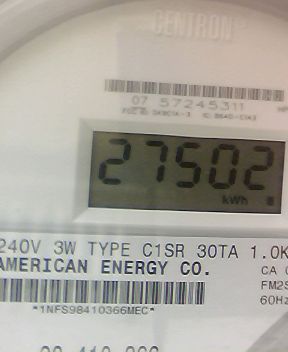 CENTRON
07 57245311
27502
kWh
240V 3W TYPE C1SR 30TA 1.0K
AMERICAN ENERGY CO.
CA
FM2S
60Hz
*1NFS98410366MEC*